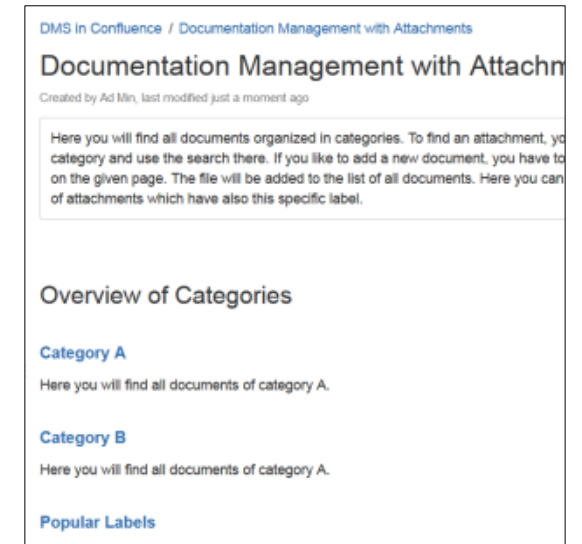 DMS in Confluence / Documentation Management with Attachments
Documentation Management with Attachm
Created by Ad Min, last modified just a moment ago
Here you will find all documents organized in categories. To find an attachment, yo
category and use the search there. If you like to add a new document, you have to
on the given page. The file will be added to the list of all documents. Here you can
of attachments which have also this specific label.
Overview of Categories
Category A
Here you will find all documents of category A.
Category B
Here you will find all documents of category A.
Popular Labels